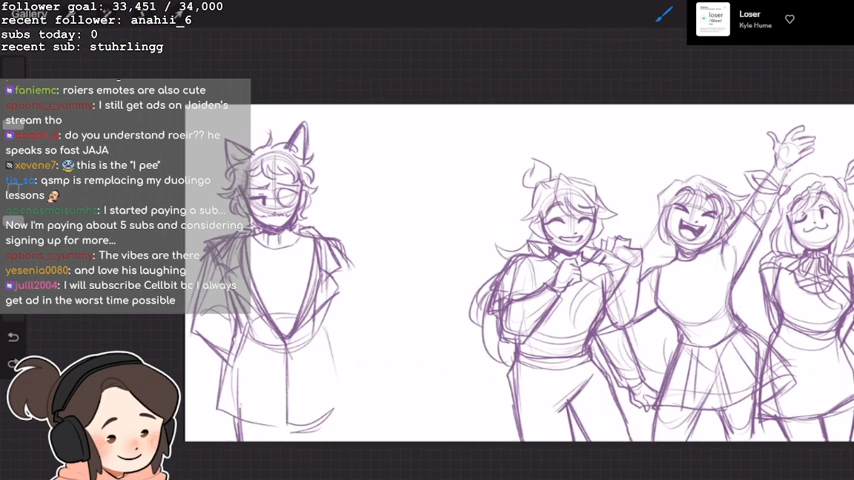 follower goal: 33,451 / 34,000
recent follower: anahii_6
subs today: 0
recent sub: stuhrlingg
Gallery
Loser
Kyle Hume
faniemc: roiers emotes are also cute
spoons_r_yummy: I still get ads on Jaiden's
stream tho
do you understand roeir?? he
speaks so fast JAJA
xevene7: this is the "I pee"
qsmp is remplacing my duolingo
lessons
I started paying a sub...
Now I'm paying about 5 subs and considering
signing up for more...
spoons_r_yummy: The vibes are there
yesenia0080: and love his laughing
julll2004: I will subscribe Cellbit bc I always
get ad in the worst time possible